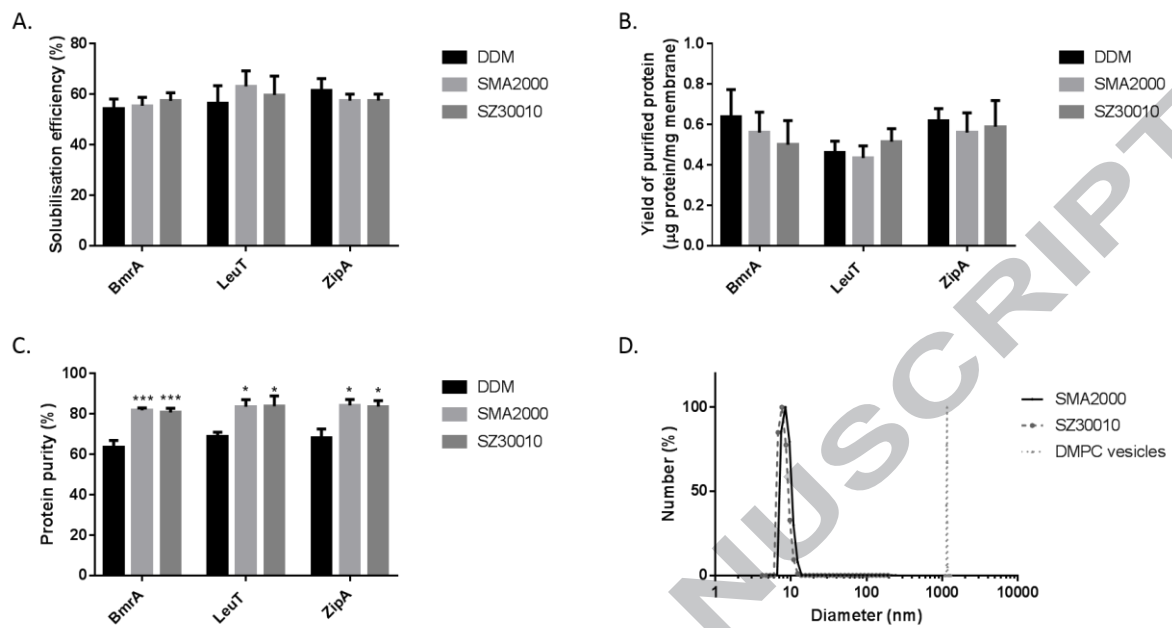 A.
Solubilisation efficiency (%)
80
60
40
20
0
BmrA
LeuT
ZipA
DDM
SMA2000
SZ30010
B.
Yield of purified protein
(µg protein/mg membrane)
1.0
0.8
0.6
0.4
0.2
0.0
BmrA
LeuT
ZipA
DDM
SMA2000
SZ30010
C.
Protein purity (%)
100
80
60
40
20
0
*** ***
* *
* *
BmrA
LeuT
ZipA
DDM
SMA2000
SZ30010
D.
Number (%)
100
50
0
1 10 100 1000 10000
Diameter (nm)
SMA2000
SZ30010
DMPC vesicles
NUSCRIPT